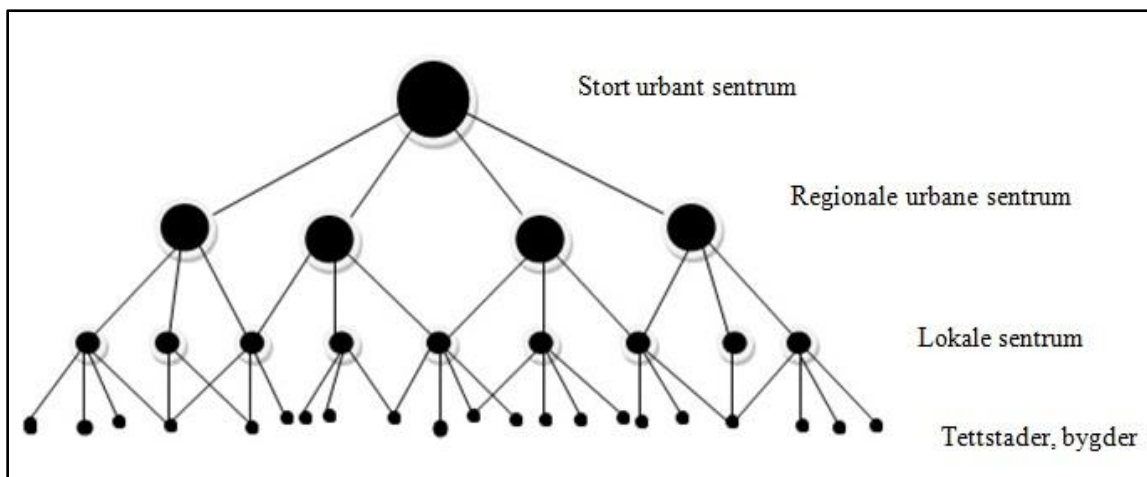 Stort urbant sentrum
Regionale urbane sentrum
Lokale sentrum
Tettstader, bygder